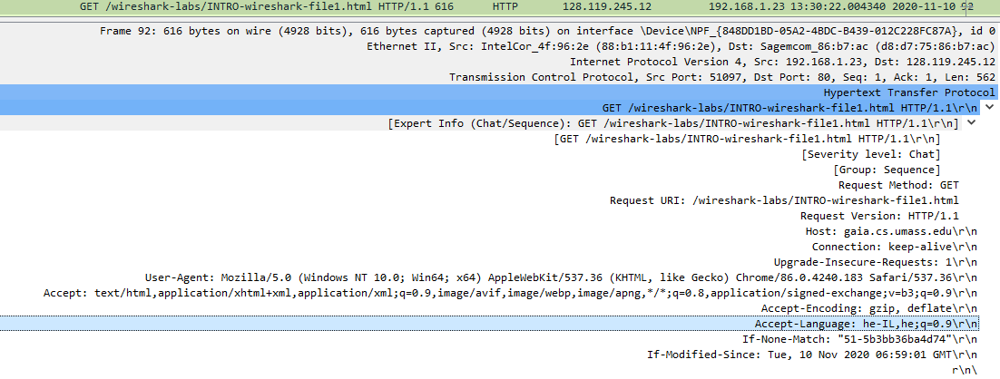 GET /wireshark-labs/INTRO-wireshark-file1.html HTTP/1.1 616 HTTP 128.119.245.12 192.168.1.23 13:30:22.004340 2020-11-10 92
Frame 92: 616 bytes on wire (4928 bits), 616 bytes captured (4928 bits) on interface \Device\NPF_{848DD1BD-05A2-4BDC-B439-012C228FC87A}, id 0
Ethernet II, Src: IntelCor_4f:96:2e (88:b1:11:4f:96:2e), Dst: Sagemcom_86:b7:ac (d8:d7:75:86:b7:ac)
Internet Protocol Version 4, Src: 192.168.1.23, Dst: 128.119.245.12
Transmission Control Protocol, Src Port: 51097, Dst Port: 80, Seq: 1, Ack: 1, Len: 562
Hypertext Transfer Protocol
GET /wireshark-labs/INTRO-wireshark-file1.html HTTP/1.1\r\n
[Expert Info (Chat/Sequence): GET /wireshark-labs/INTRO-wireshark-file1.html HTTP/1.1\r\n]
[GET /wireshark-labs/INTRO-wireshark-file1.html HTTP/1.1\r\n]
[Severity level: Chat]
[Group: Sequence]
Request Method: GET
Request URI: /wireshark-labs/INTRO-wireshark-file1.html
Request Version: HTTP/1.1
Host: gaia.cs.umass.edu\r\n
Connection: keep-alive\r\n
Upgrade-Insecure-Requests: 1\r\n
User-Agent: Mozilla/5.0 (Windows NT 10.0; Win64; x64) AppleWebKit/537.36 (KHTML, like Gecko) Chrome/86.0.4240.183 Safari/537.36\r\n
Accept: text/html,application/xhtml+xml,application/xml;q=0.9,image/avif,image/webp,image/apng,*/*;q=0.8,application/signed-exchange;v=b3;q=0.9\r\n
Accept-Encoding: gzip, deflate\r\n
Accept-Language: he-IL,he;q=0.9\r\n
If-None-Match: "51-5b3bb36ba4d74"\r\n
If-Modified-Since: Tue, 10 Nov 2020 06:59:01 GMT\r\n
r\n\